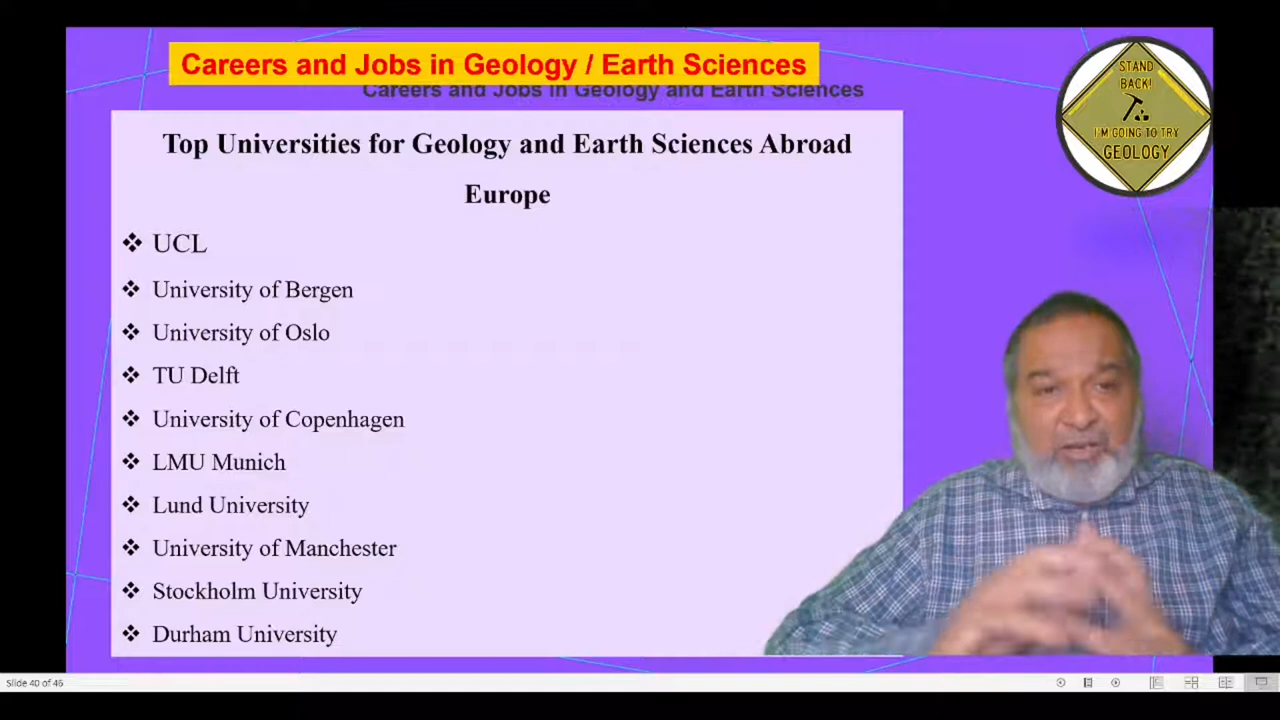 Careers and Jobs in Geology / Earth Sciences
Careers and Jobs in Geology and Earth Sciences
Top Universities for Geology and Earth Sciences Abroad
Europe
❖ UCL
❖ University of Bergen
❖ University of Oslo
❖ TU Delft
❖ University of Copenhagen
❖ LMU Munich
❖ Lund University
❖ University of Manchester
❖ Stockholm University
❖ Durham University
STAND
BACK!
I'M GOING TO TRY
GEOLOGY
Slide 40 of 46